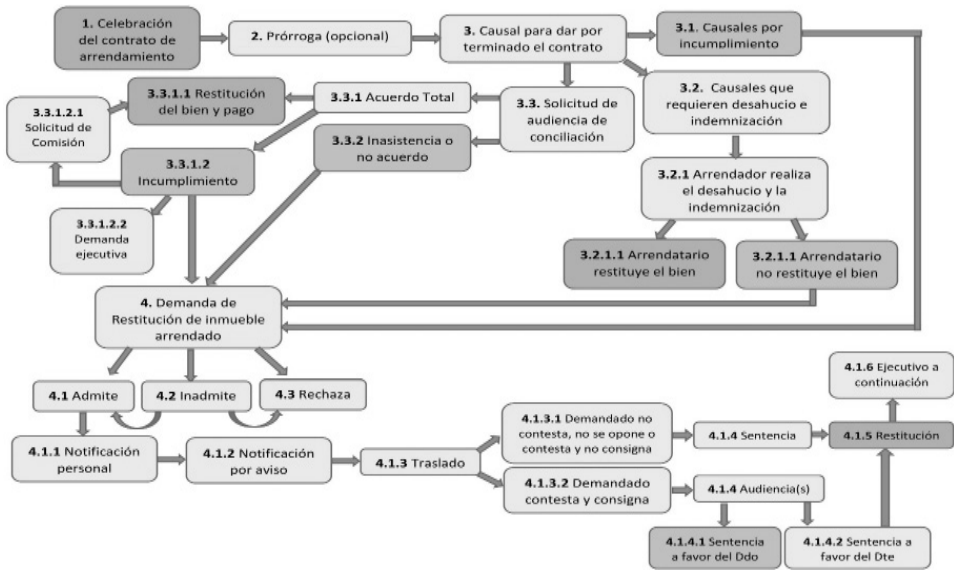 1. Celebración
del contrato de
arrendamiento
2. Prórroga (opcional)
3. Causal para dar por
terminado el contrato
3.1. Causales por
incumplimiento
3.3.1.1 Restitución
del bien y pago
3.3.1 Acuerdo Total
3.3. Solicitud de
audiencia de
conciliación
3.2. Causales que
requieren desahucio e
indemnización
3.3.1.2.1
Solicitud de
Comisión
3.3.2 Inasistencia o
no acuerdo
3.3.1.2
Incumplimiento
3.2.1 Arrendador realiza
el desahucio y la
indemnización
3.3.1.2.2
Demanda
ejecutiva
3.2.1.1 Arrendatario
restituye el bien
3.2.1.1 Arrendatario
no restituye el bien
4. Demanda de
Restitución de inmueble
arrendado
4.1 Admite
4.2 Inadmite
4.3 Rechaza
4.1.6 Ejecutivo a
continuación
4.1.1 Notificación
personal
4.1.2 Notificación
por aviso
4.1.3 Traslado
4.1.3.1 Demandado no
contesta, no se opone o
contesta y no consigna
4.1.4 Sentencia
4.1.5 Restitución
4.1.3.2 Demandado
contesta y consigna
4.1.4 Audiencia(s)
4.1.4.1 Sentencia
a favor del Ddo
4.1.4.2 Sentencia a
favor del Dte